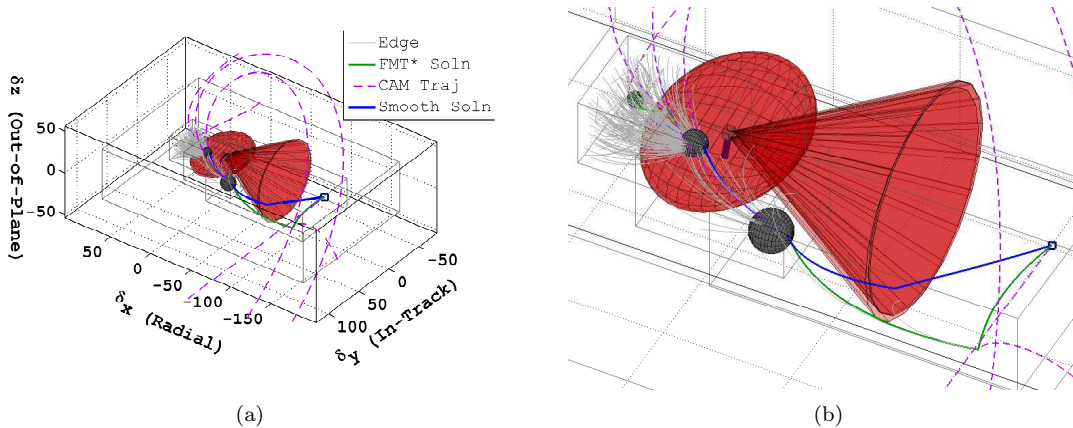 Edge
FMT* Soln
CAM Traj
Smooth Soln
δz (Out-of-Plane)
50
0
-50
50
0
-50
-100
-150
δx (Radial)
100
50
0
-50
δy (In-Track)
(a)
(b)